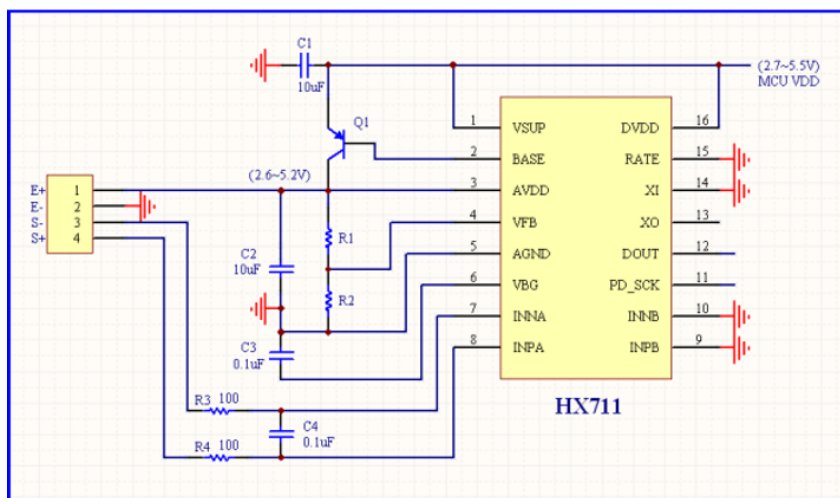 C1
10uF
(2.7~5.5V)
MCU VDD
Q1
1 VSUP DVDD 16
2 BASE RATE 15
(2.6~5.2V)
E+ 1
3 AVDD XI 14
E- 2
S- 3
4 VFB XO 13
S+ 4
R1
C2
10uF
5 AGND DOUT 12
6 VBG PD_SCK 11
R2
7 INNA INNB 10
C3
0.1uF
8 INPA INPB 9
R3 100
HX711
C4
0.1uF
R4 100